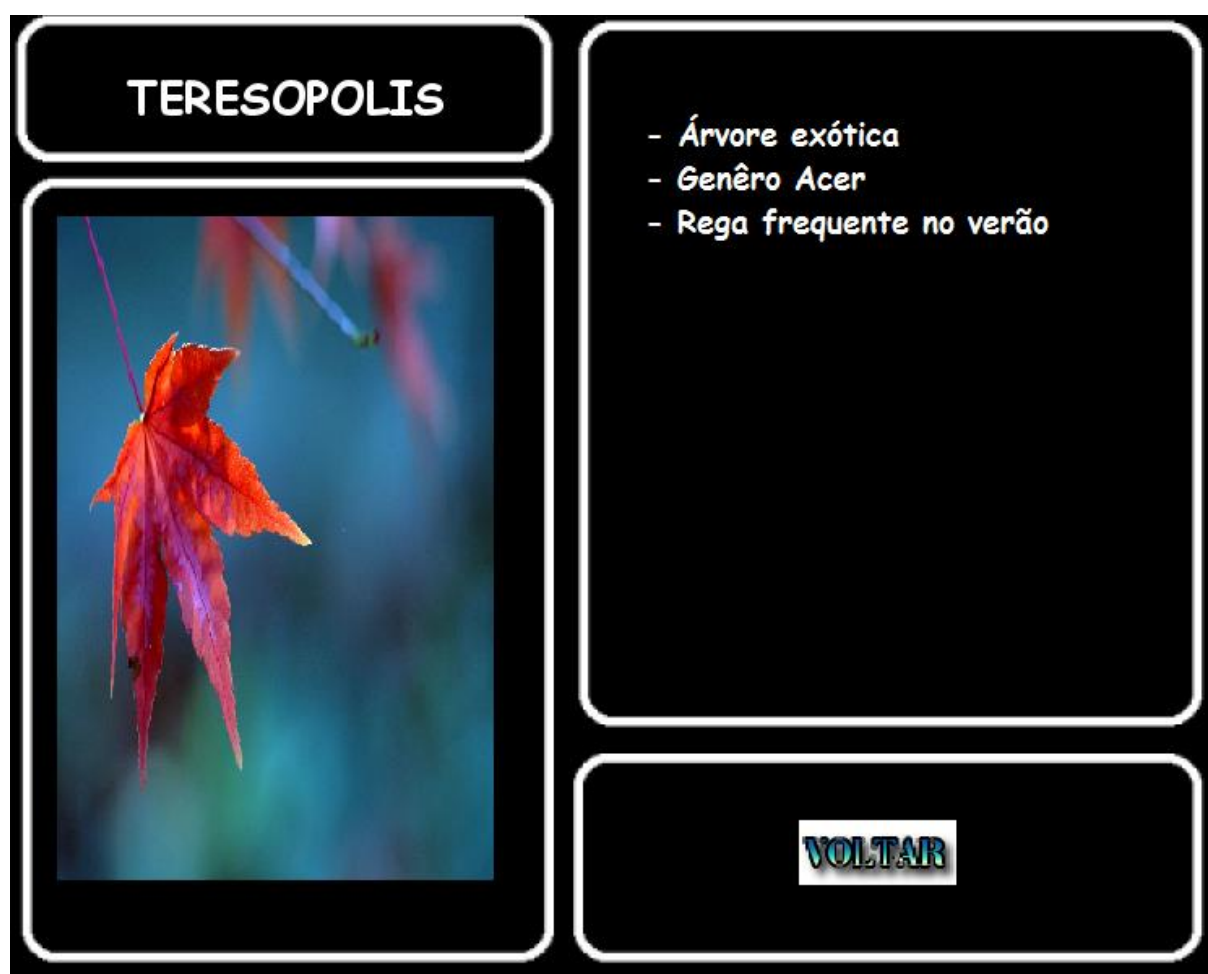 TERESOPOLIS
- Árvore exótica
- Genêro Acer
- Rega frequente no verão
VOLTAR